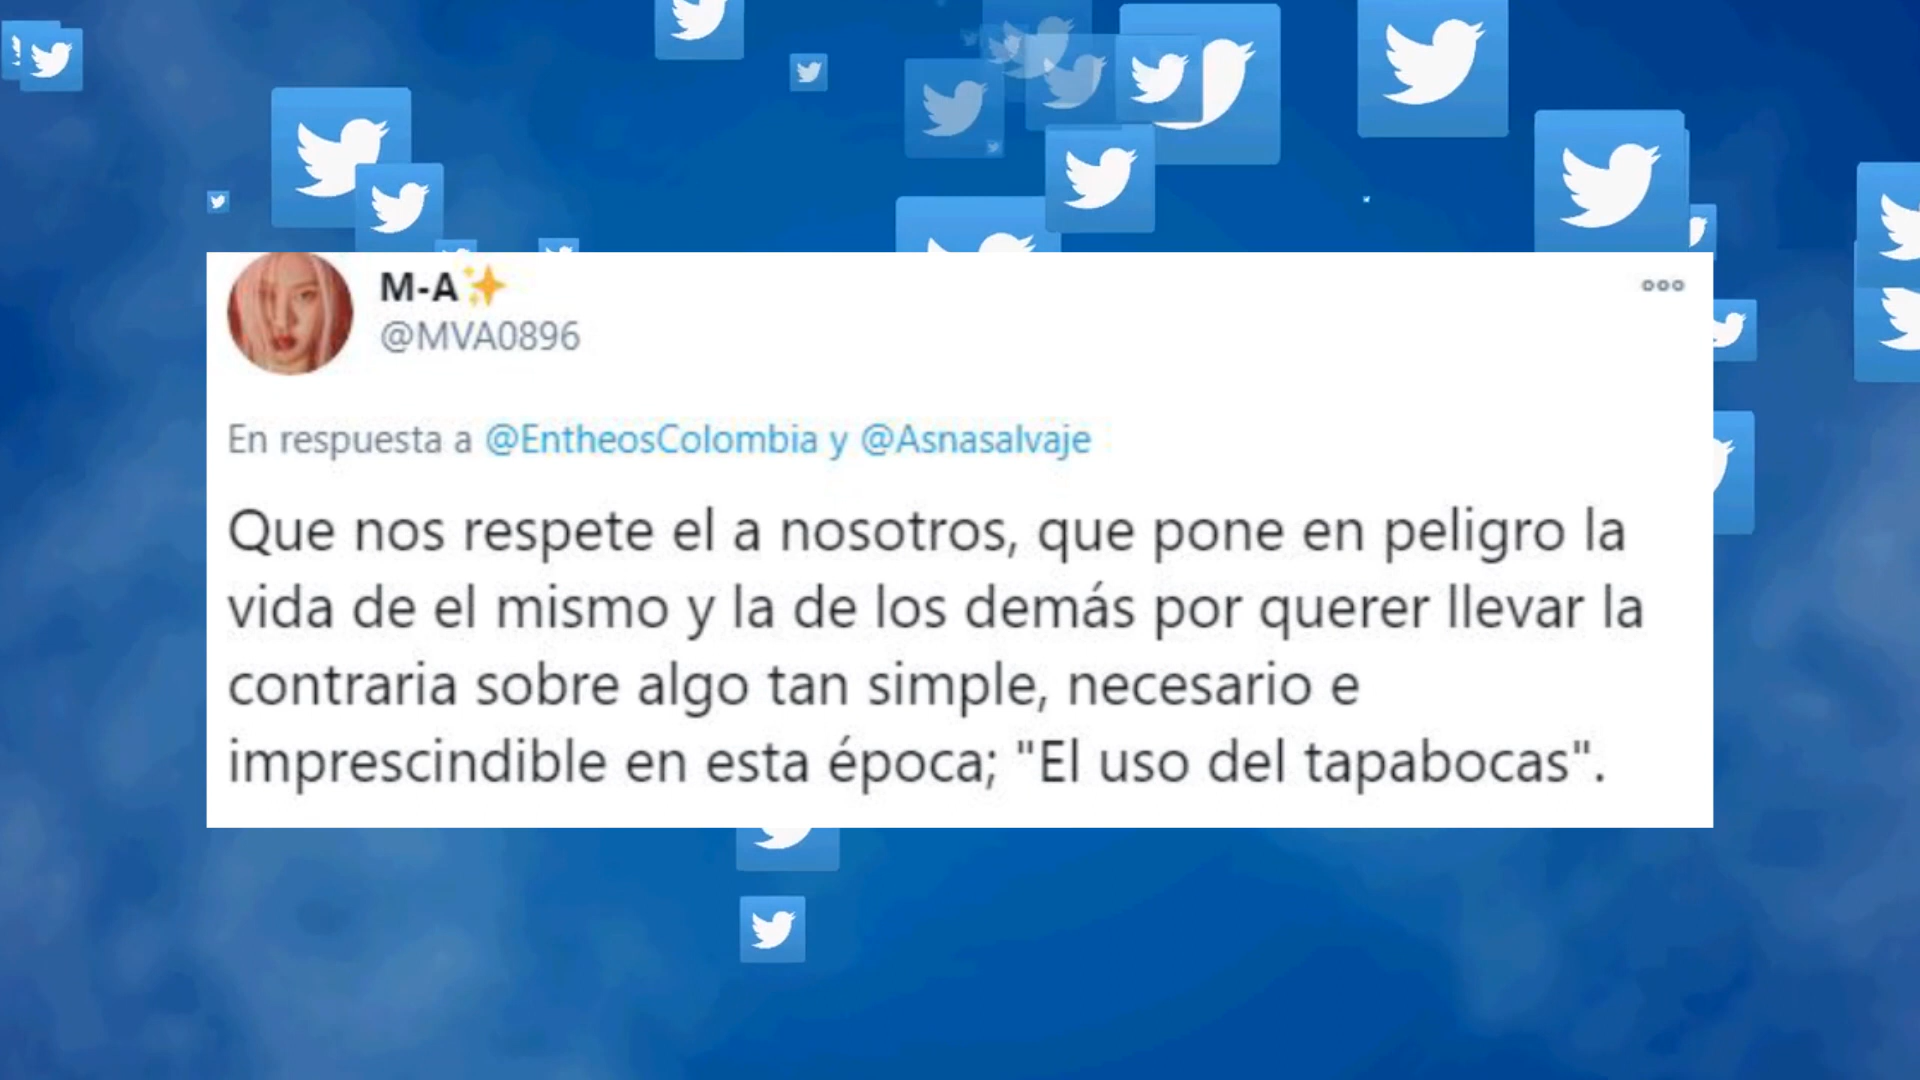 M-A✨
@MVA0896
En respuesta a @EntheosColombia y @Asnasalvaje
Que nos respete el a nosotros, que pone en peligro la
vida de el mismo y la de los demás por querer llevar la
contraria sobre algo tan simple, necesario e
imprescindible en esta época; "El uso del tapabocas".